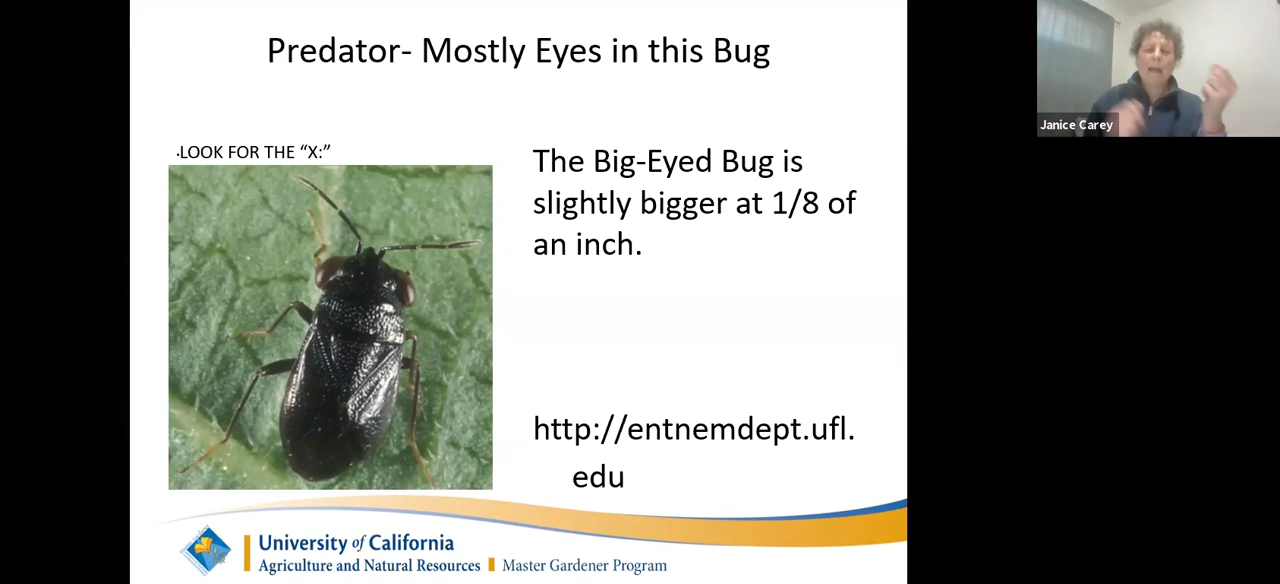 Predator- Mostly Eyes in this Bug
Janice Carey
·LOOK FOR THE “X:”
The Big-Eyed Bug is
slightly bigger at 1/8 of
an inch.
http://entnemdept.ufl.
edu
University of California
Agriculture and Natural Resources Master Gardener Program